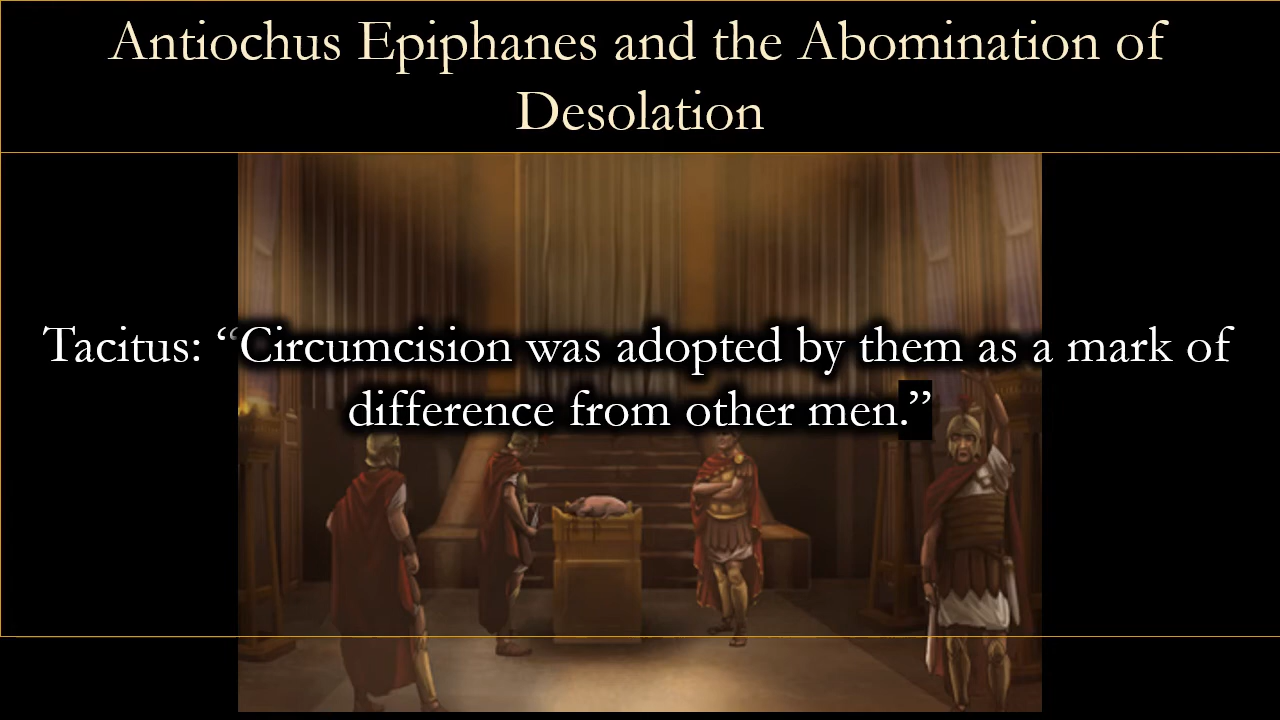 Antiochus Epiphanes and the Abomination of
Desolation
Tacitus: “Circumcision was adopted by them as a mark of
difference from other men.”